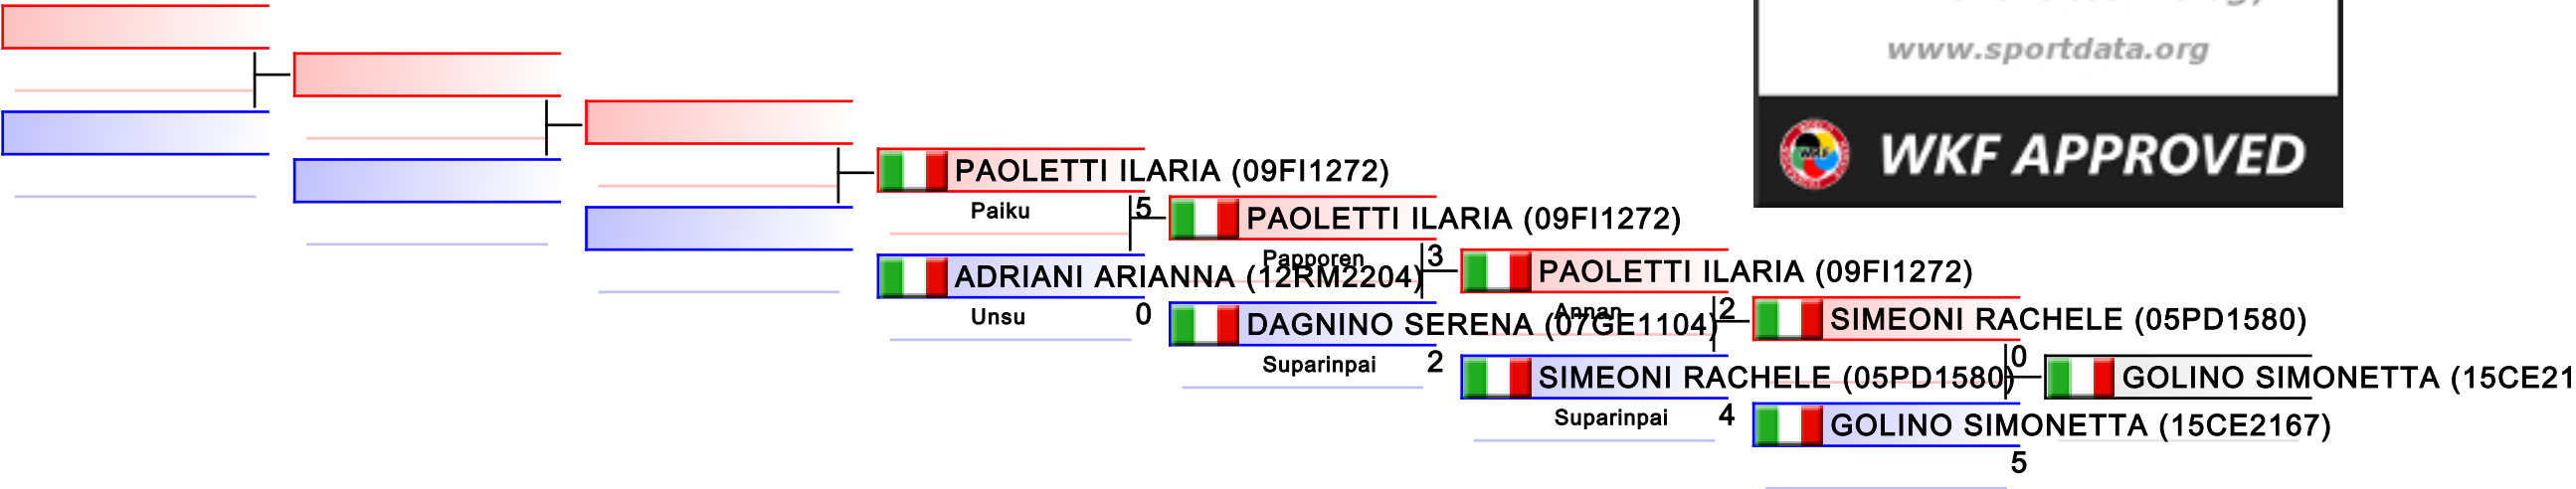 www.sportdata.org
WKF APPROVED
PAOLETTI ILARIA (09FI1272)
Paiku
5
ADRIANI ARIANNA (12RM2204)
Unsu
0
PAOLETTI ILARIA (09FI1272)
Papporen
3
DAGNINO SERENA (07GE1104)
Suparinpai
2
PAOLETTI ILARIA (09FI1272)
Annan
2
SIMEONI RACHELE (05PD1580)
Suparinpai
4
SIMEONI RACHELE (05PD1580)
0
GOLINO SIMONETTA (15CE2167)
5
GOLINO SIMONETTA (15CE21